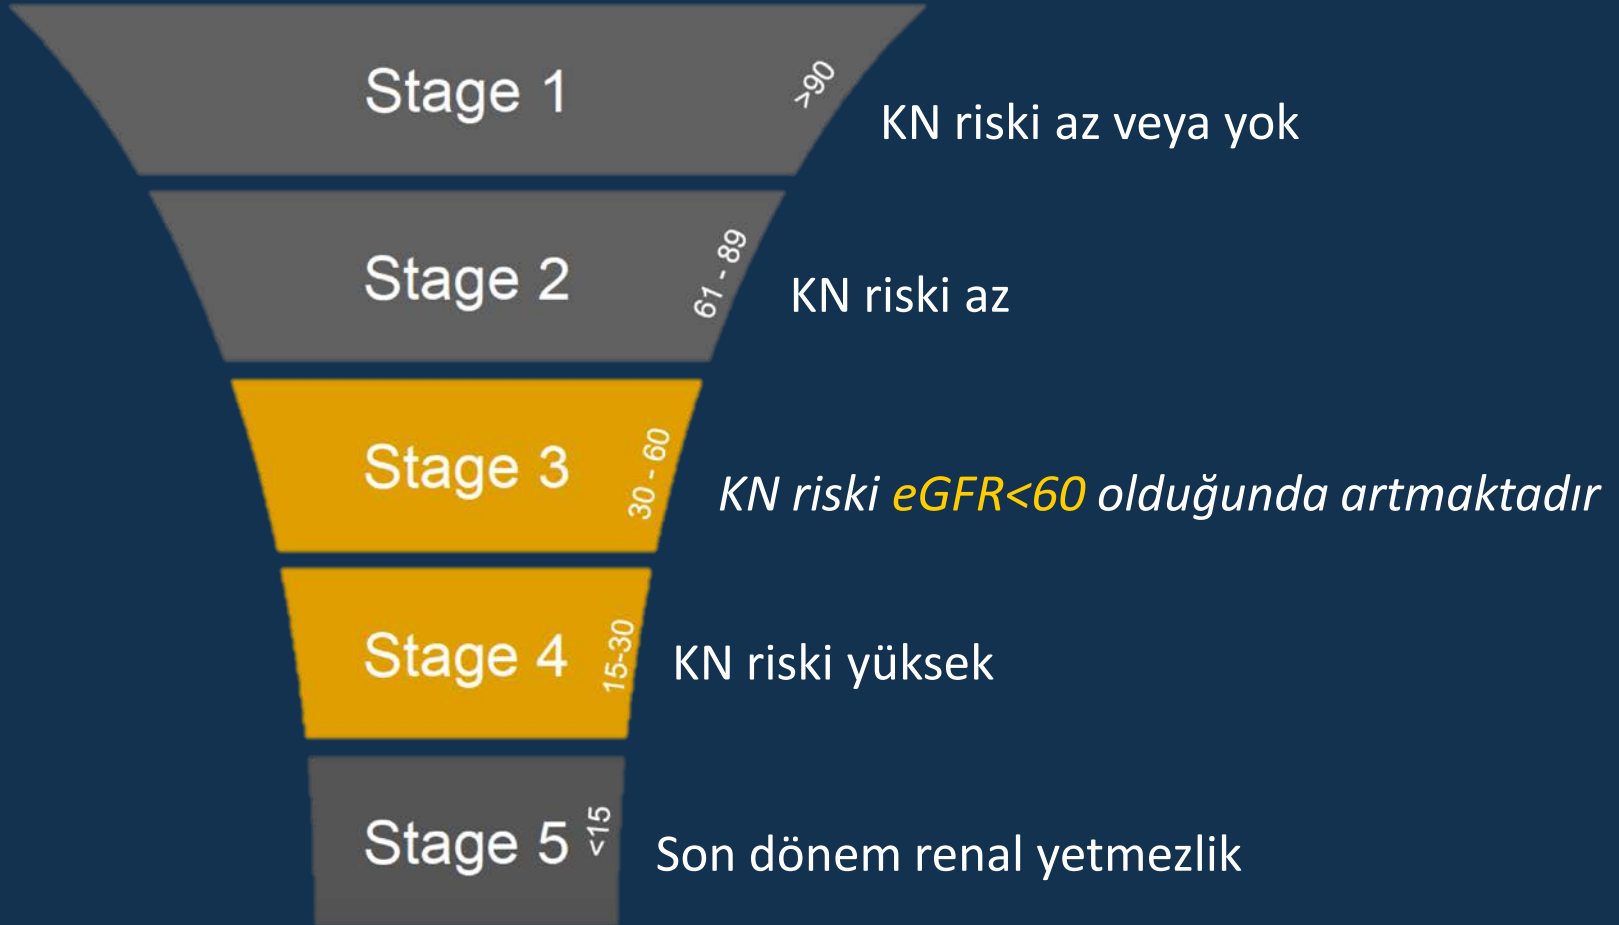 Stage 1
>90
KN riski az veya yok
Stage 2
61 - 89
KN riski az
Stage 3
30 - 60
KN riski eGFR<60 olduğunda artmaktadır
Stage 4
15-30
KN riski yüksek
Stage 5
<15
Son dönem renal yetmezlik